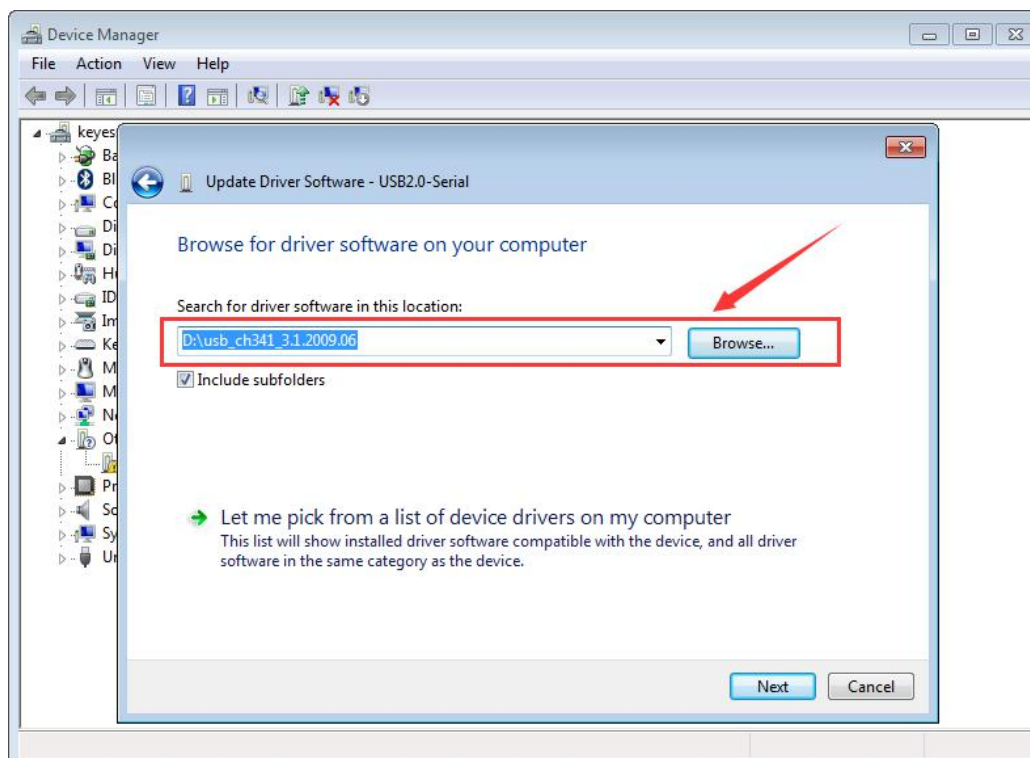 Device Manager
File Action View Help
keyes
Ba
Bl
Co
Di
Di
Hu
ID
Im
Ke
M
M
Ne
Ot
Pr
So
Sy
Un
Update Driver Software - USB2.0-Serial
Browse for driver software on your computer
Search for driver software in this location:
D:\usb_ch341_3.1.2009.06
Browse...
Include subfolders
Let me pick from a list of device drivers on my computer
This list will show installed driver software compatible with the device, and all driver
software in the same category as the device.
Next Cancel